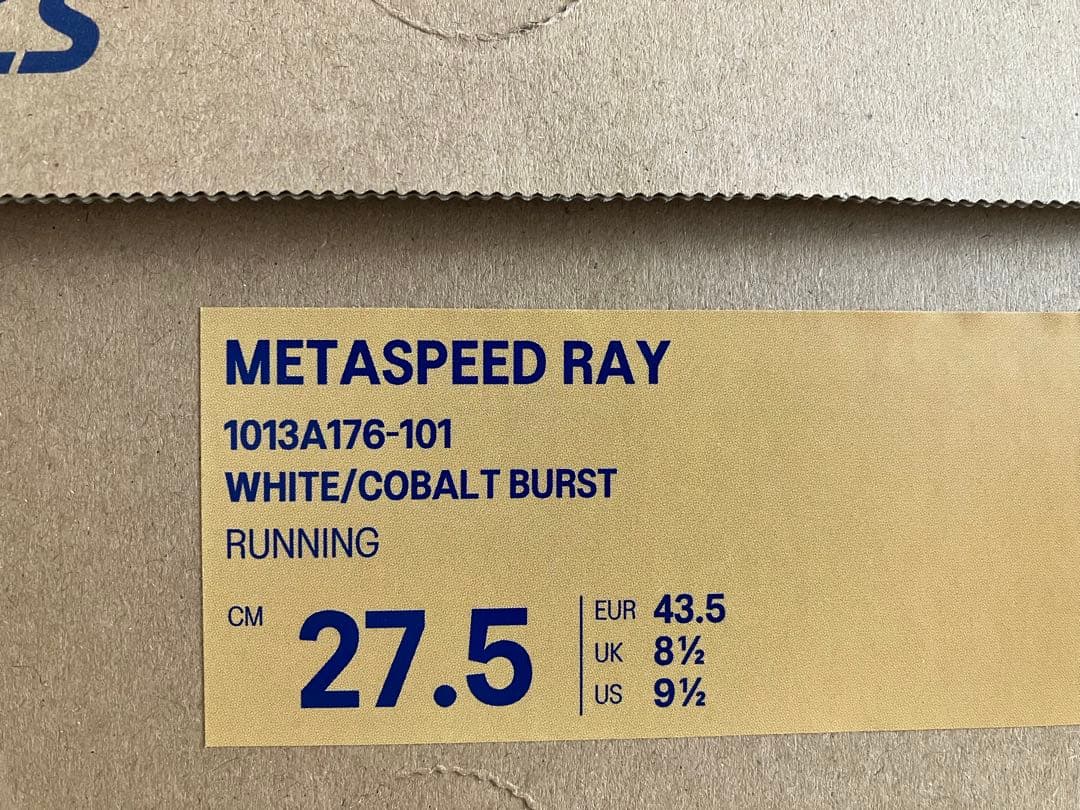 METASPEED RAY
1013A176-101
WHITE/COBALT BURST
RUNNING
CM 27.5
EUR 43.5
UK 8½
US 9½